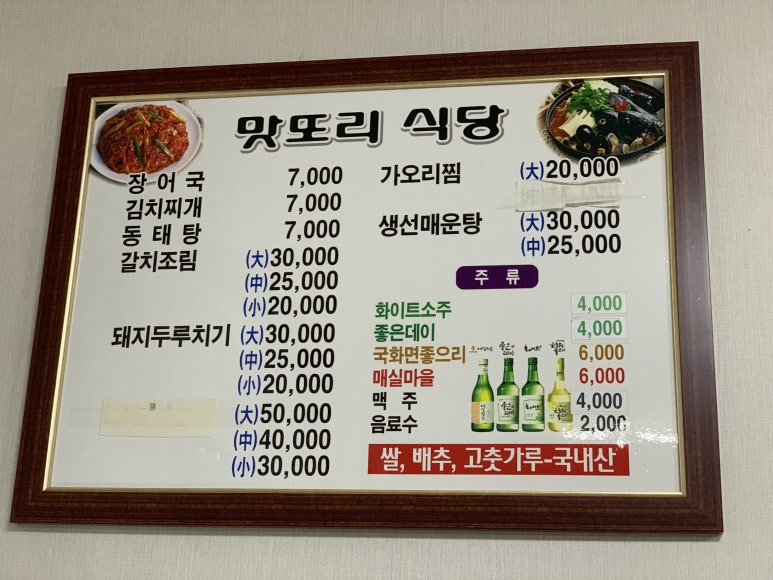 맛또리 식당
장어국 7,000
김치찌개 7,000
동태탕 7,000
갈치조림 (大)30,000
(中)25,000
(小)20,000
돼지두루치기 (大)30,000
(中)25,000
(小)20,000
(大)50,000
(中)40,000
(小)30,000
가오리찜 (大)20,000
생선매운탕 (大)30,000
(中)25,000
주류
화이트소주 4,000
좋은데이 4,000
국화면좋으리 6,000
매실마을 6,000
맥주 4,000
음료수 2,000
쌀, 배추, 고춧가루-국내산